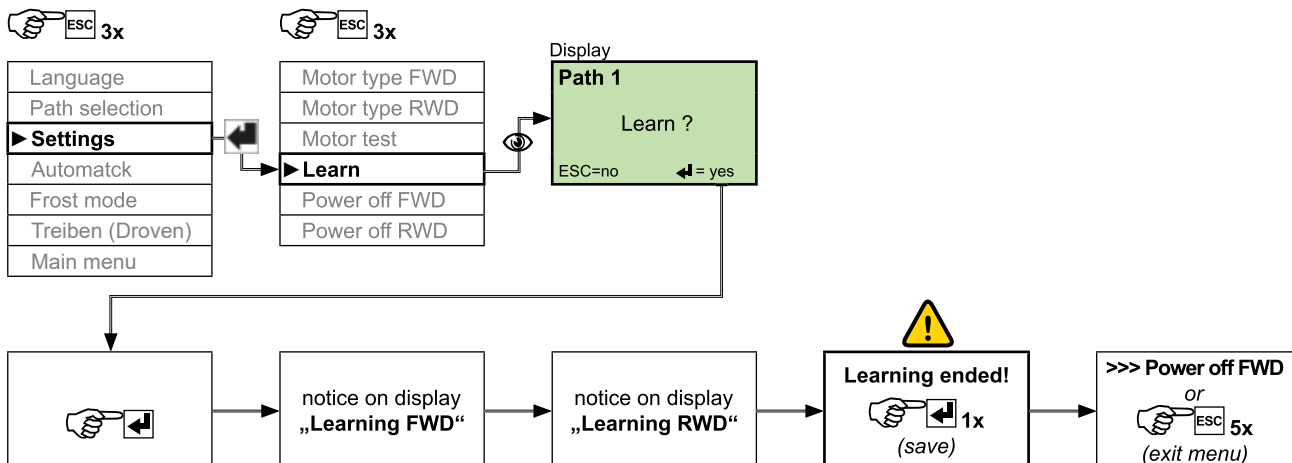 ESC 3x
ESC 3x
Language
Path selection
Settings
Automatck
Frost mode
Treiben (Droven)
Main menu
Motor type FWD
Motor type RWD
Motor test
Learn
Power off FWD
Power off RWD
Display
Path 1
Learn ?
ESC=no = yes
notice on display
„Learning FWD“
notice on display
„Learning RWD“
!
Learning ended!
1x
(save)
>>> Power off FWD
or
ESC 5x
(exit menu)